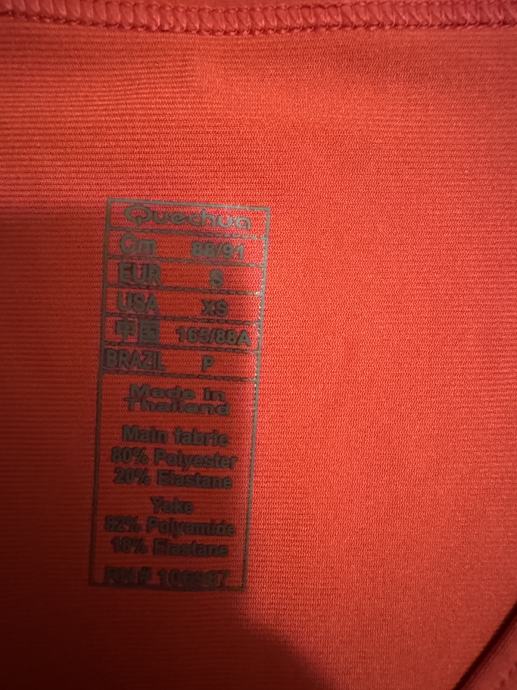 Quechua
Cm 88/91
EUR S
USA XS
中国 165/88A
BRAZIL P
Made in
Thailand
Main fabric
80% Polyester
20% Elastane
Yoke
82% Polyamide
18% Elastane
RN #